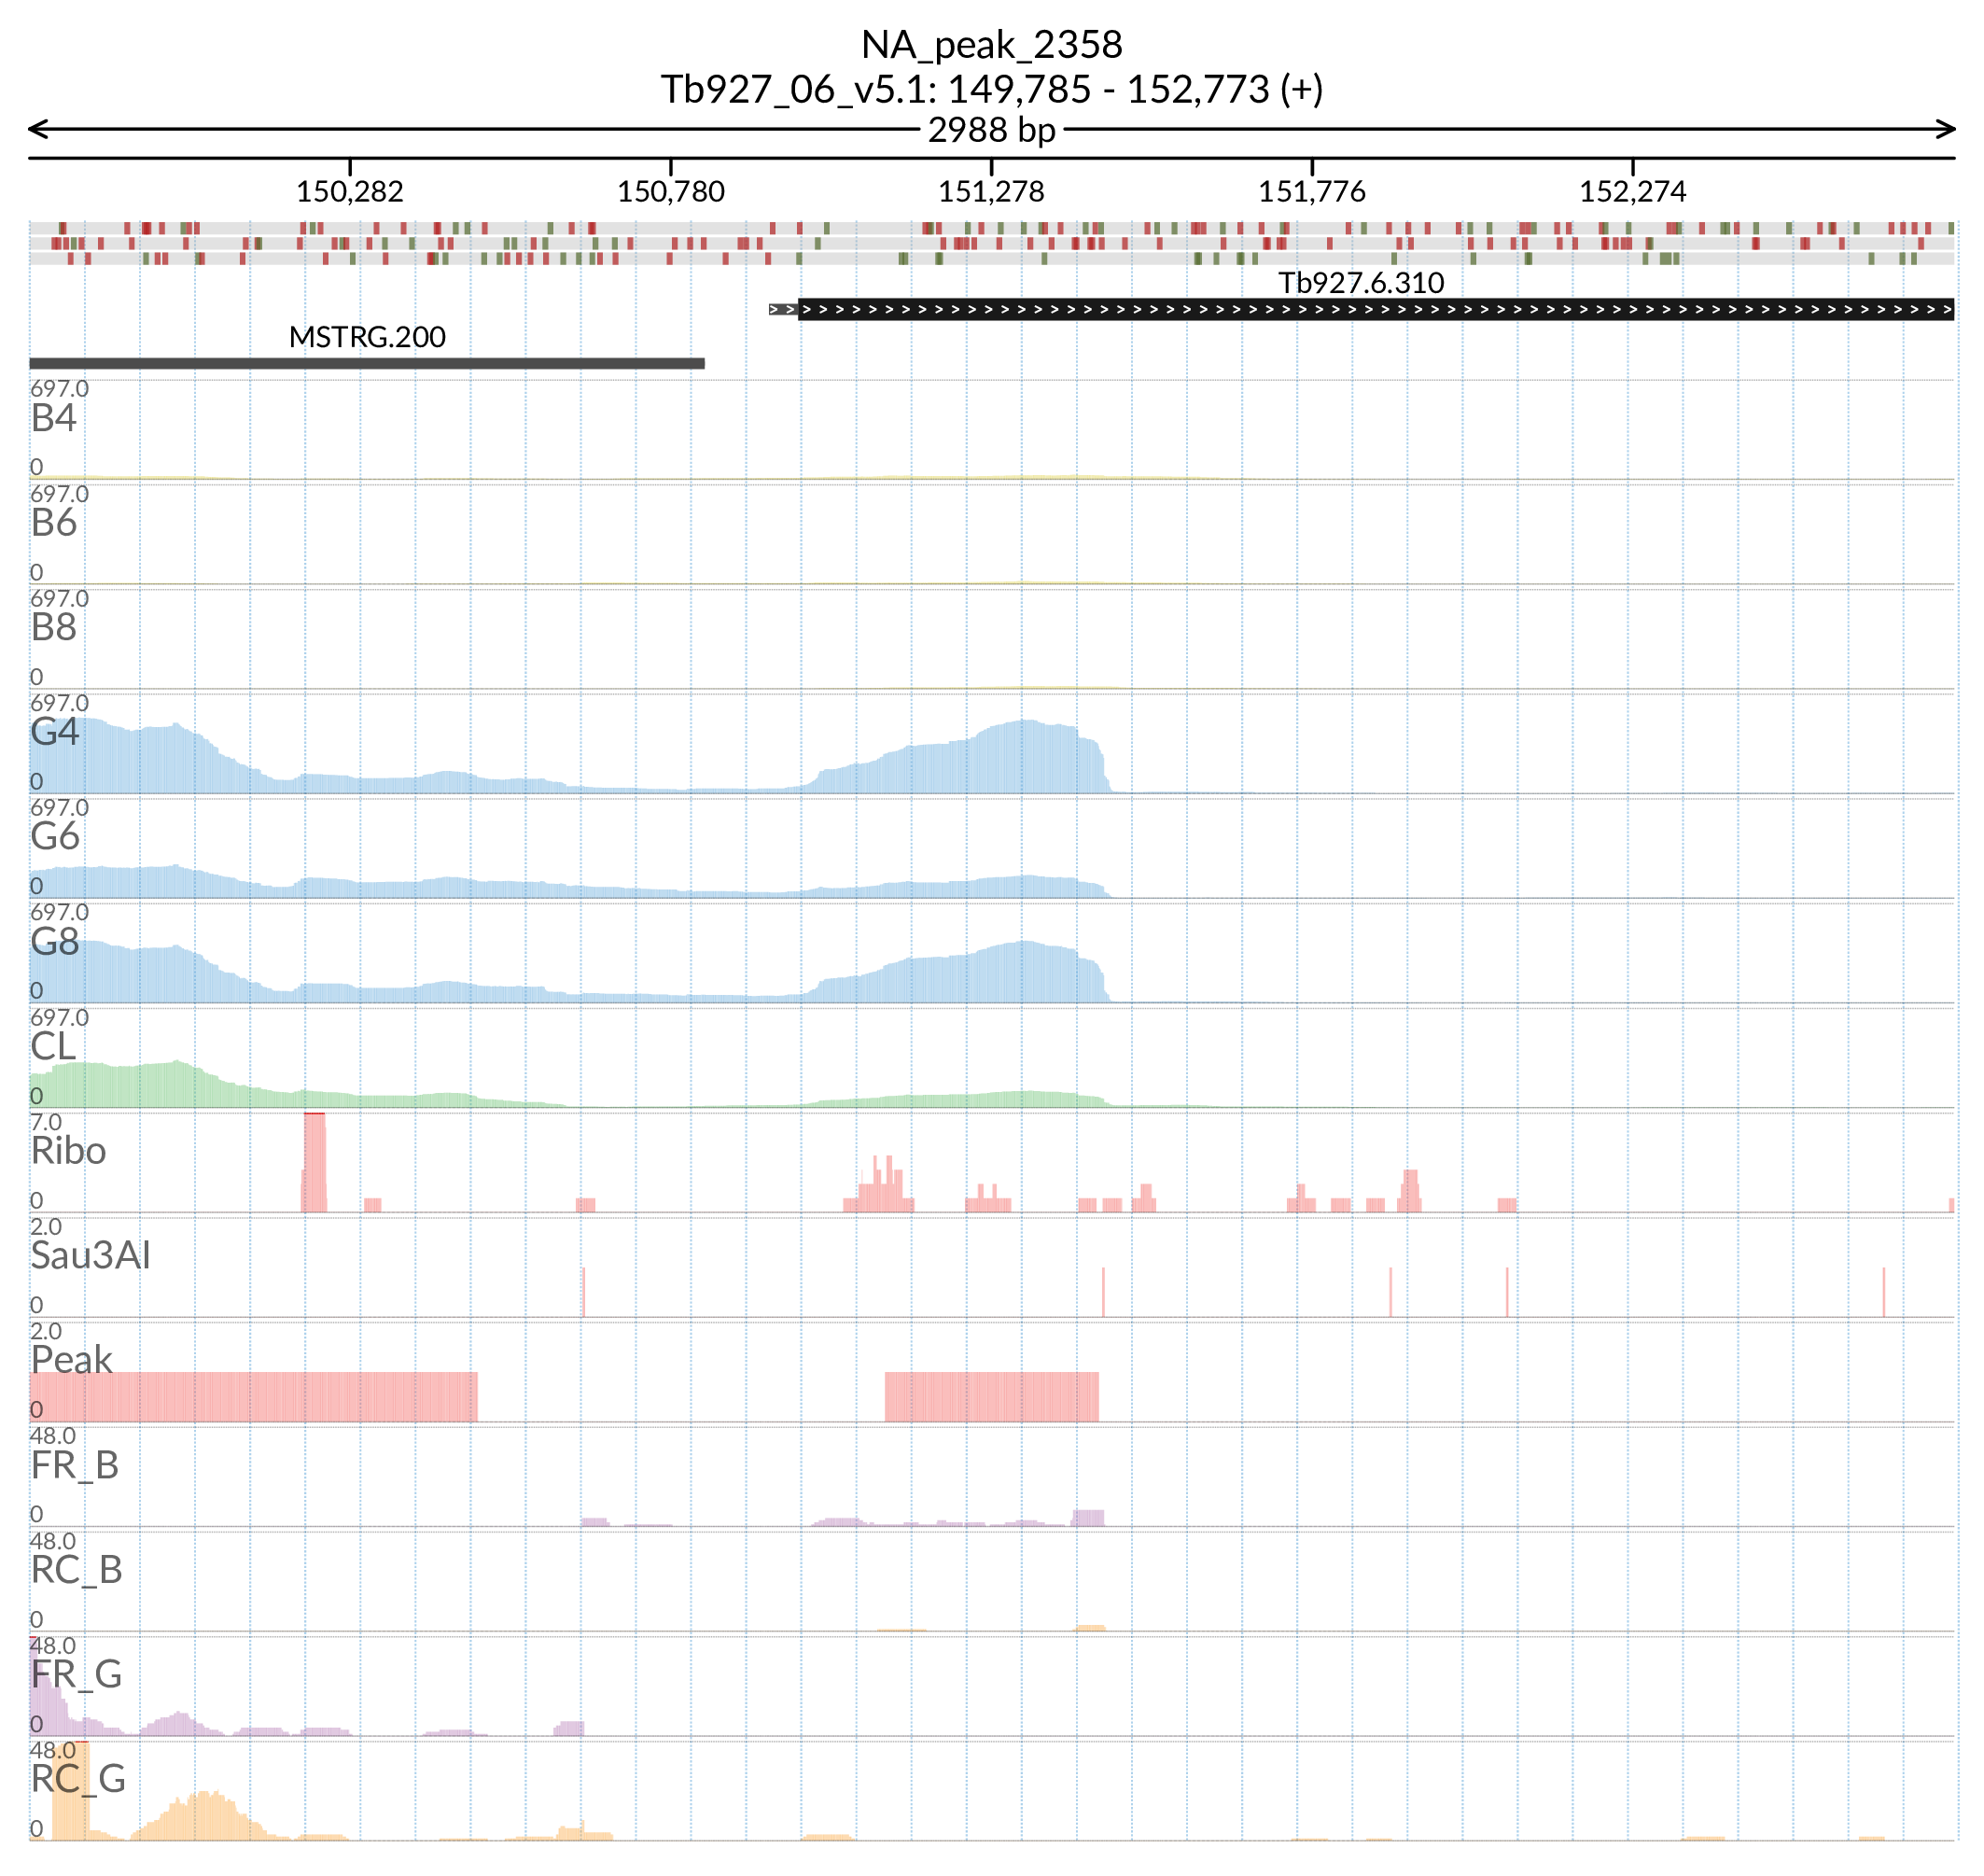 NA_peak_2358
Tb927_06_v5.1: 149,785 - 152,773 (+)
2988 bp
150,282 150,780 151,278 151,776 152,274
Tb927.6.310
MSTRG.200
697.0
B4
0
697.0
B6
0
697.0
B8
0
697.0
G4
0
697.0
G6
0
697.0
G8
0
697.0
CL
0
7.0
Ribo
0
2.0
Sau3AI
0
2.0
Peak
0
48.0
FR_B
0
48.0
RC_B
0
48.0
FR_G
0
48.0
RC_G
0